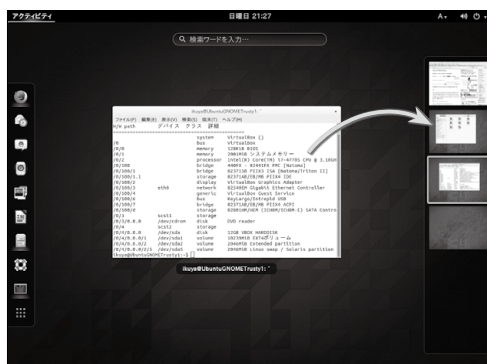 アクティビティ
日曜日 21:27
A
検索ワードを入力…
ikuya@UbuntuGNOMETrusty1: ~
ファイル(F) 編集(E) 表示(V) 検索(S) 端末(T) ヘルプ(H)
H/W path デバイス クラス 詳細
system VirtualBox ()
/0 bus VirtualBox
/0/0 memory 128KiB BIOS
/0/1 memory 2001MiB システムメモリー
/0/2 processor Intel(R) Core(TM) i7-4770S CPU @ 3.10GH
/0/100 bridge 440FX - 82441FX PMC [Natoma]
/0/100/1 bridge 82371SB PIIX3 ISA [Natoma/Triton II]
/0/100/1.1 storage 82371AB/EB/MB PIIX4 IDE
/0/100/2 display VirtualBox Graphics Adapter
/0/100/3 eth0 network 82540EM Gigabit Ethernet Controller
/0/100/4 generic VirtualBox Guest Service
/0/100/6 bus KeyLargo/Intrepid USB
/0/100/7 bridge 82371AB/EB/MB PIIX4 ACPI
/0/100/d storage 82801HM/HEM (ICH8M/ICH8M-E) SATA Contro
/0/3 scsi1 storage
/0/3/0.0.0 /dev/cdrom disk DVD reader
/0/4 scsi2 storage
/0/4/0.0.0 /dev/sda disk 12GB VBOX HARDDISK
/0/4/0.0.0/1 /dev/sda1 volume EXT4ボリューム
/0/4/0.0.0/2 /dev/sda2 volume 2046MiB Extended partition
/0/4/0.0.0/2/5 /dev/sda5 volume 2046MiB Linux swap / Solaris partition
ikuya@UbuntuGNOMETrusty1:~$
ikuya@UbuntuGNOMETrusty1: ~